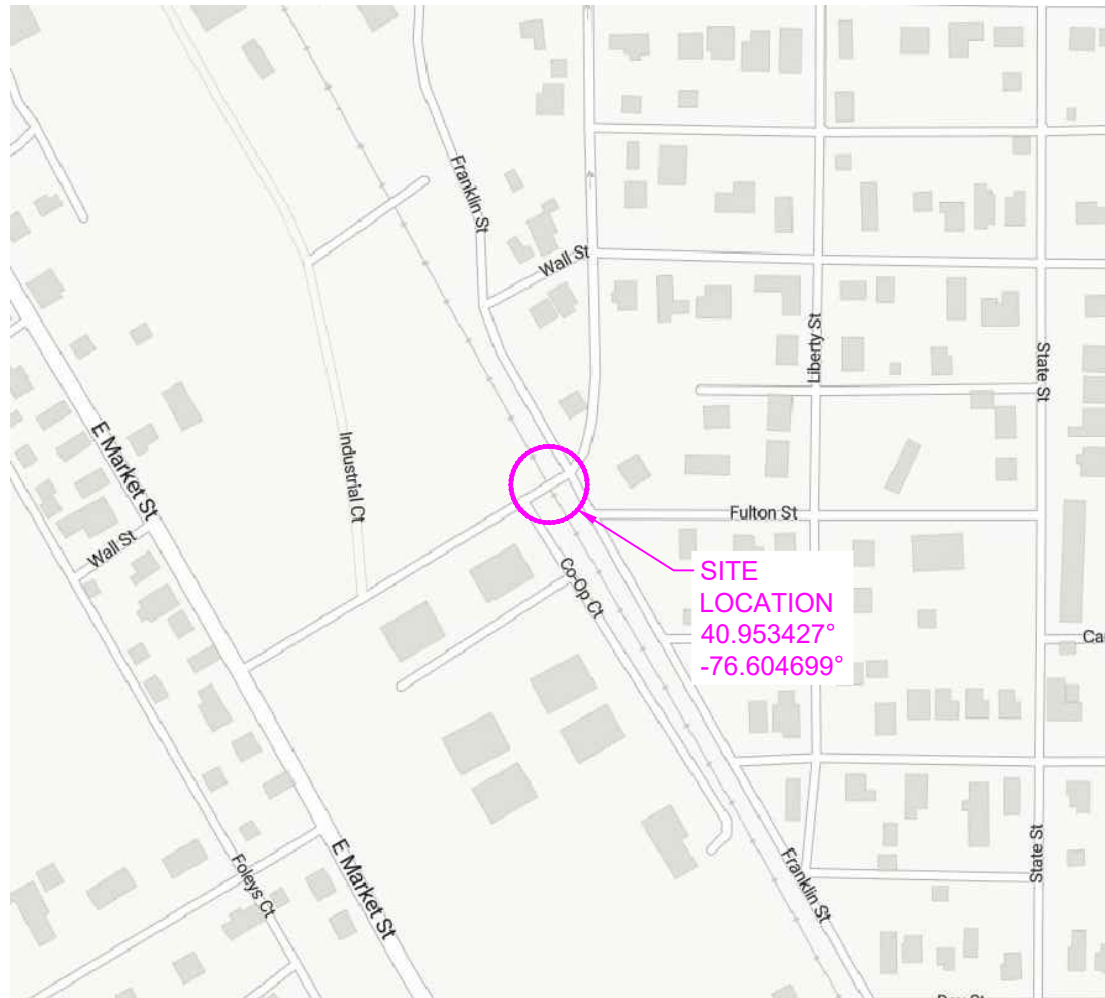 Franklin St
Wall St
Liberty St
State St
E Market St
Industrial Ct
Fulton St
Wall St
SITE
LOCATION
40.953427°
-76.604699°
Co-Op Ct
State St
Franklin St
E Market St
Foleys Ct